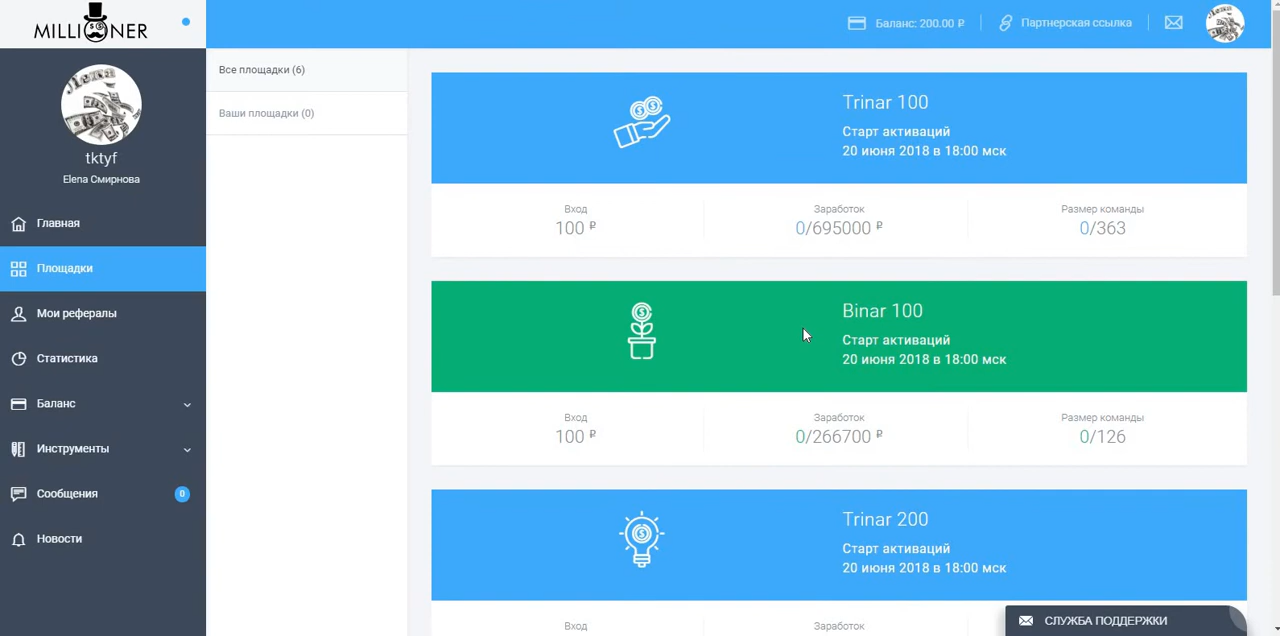 MILLIONER
Баланс: 200.00 ₽
Партнерская ссылка
tktyf
Elena Смирнова
Главная
Площадки
Мои рефералы
Статистика
Баланс
Инструменты
Сообщения 0
Новости
Все площадки (6)
Ваши площадки (0)
Trinar 100
Старт активаций
20 июня 2018 в 18:00 мск
Вход Заработок Размер команды
100 ₽ 0/695000 ₽ 0/363
Binar 100
Старт активаций
20 июня 2018 в 18:00 мск
Вход Заработок Размер команды
100 ₽ 0/266700 ₽ 0/126
Trinar 200
Старт активаций
20 июня 2018 в 18:00 мск
Вход Заработок
СЛУЖБА ПОДДЕРЖКИ